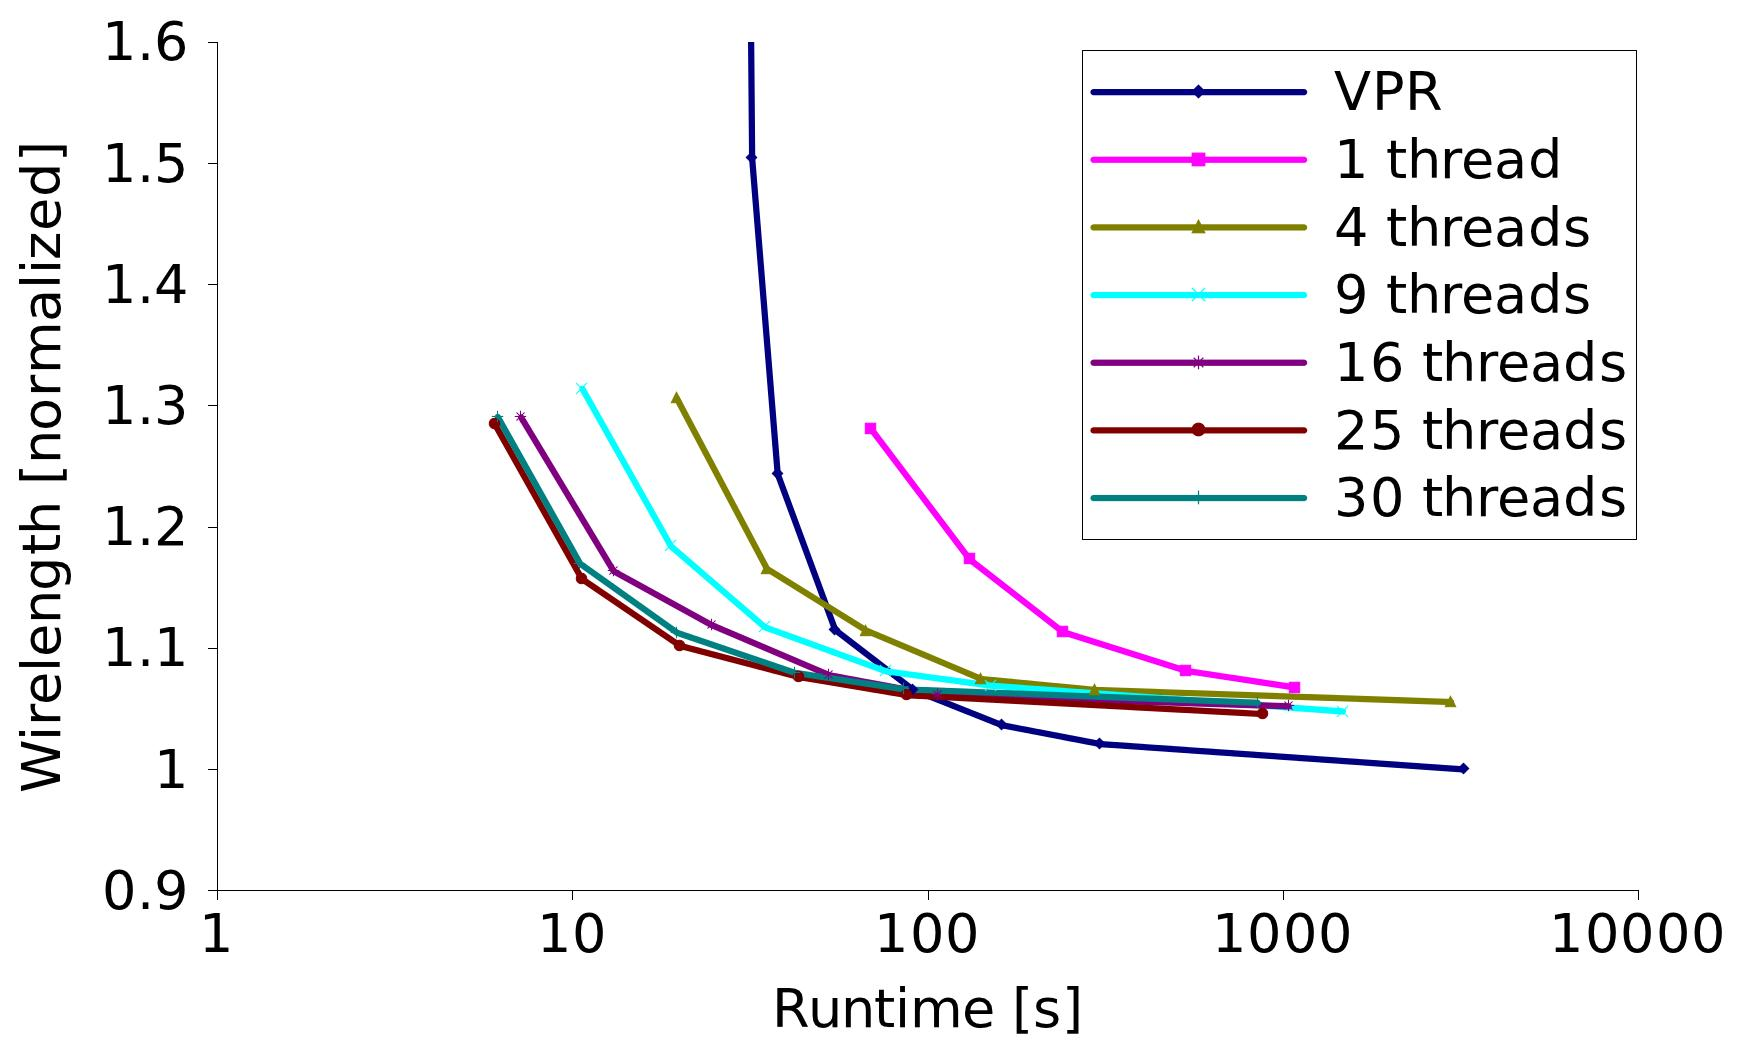 Wirelength [normalized]
1.6
1.5
1.4
1.3
1.2
1.1
1
0.9
1 10 100 1000 10000
Runtime [s]
VPR
1 thread
4 threads
9 threads
16 threads
25 threads
30 threads